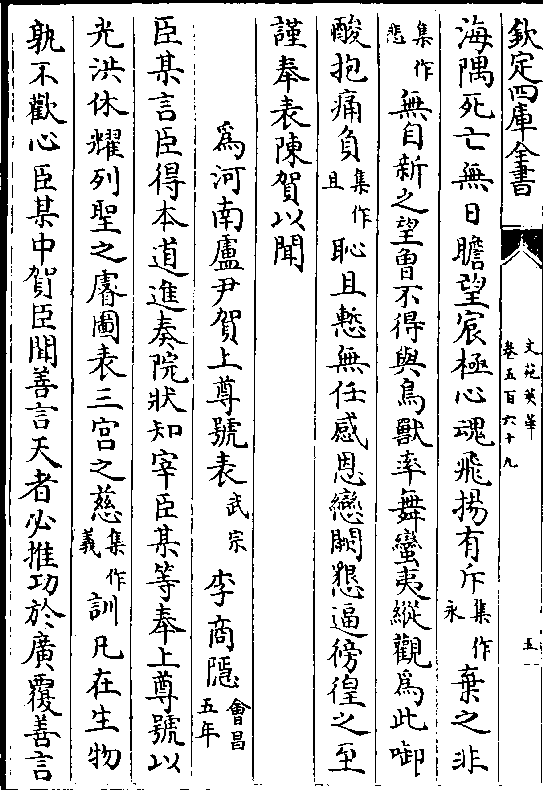 欽定四庫全書
文苑英華
卷五百六十九
五
海隅死亡無日瞻望宸極心魂飛揚有斥集作永棄之非
集作悲無自新之望曾不得與鳥獸率舞蠻夷縱觀為此啣
酸抱痛負集作且恥且慙無任感恩戀闕懇逼徬徨之至
謹奉表陳賀以聞
為河南盧尹賀上尊號表武宗 李商隱會昌五年
臣某言臣得本道進奏院狀知宰臣某等奉上尊號以
光洪休耀列聖之睿圖表三宮之慈集作義訓凡在生物
孰不歡心臣某中賀臣聞善言天者必推功於廣覆善言